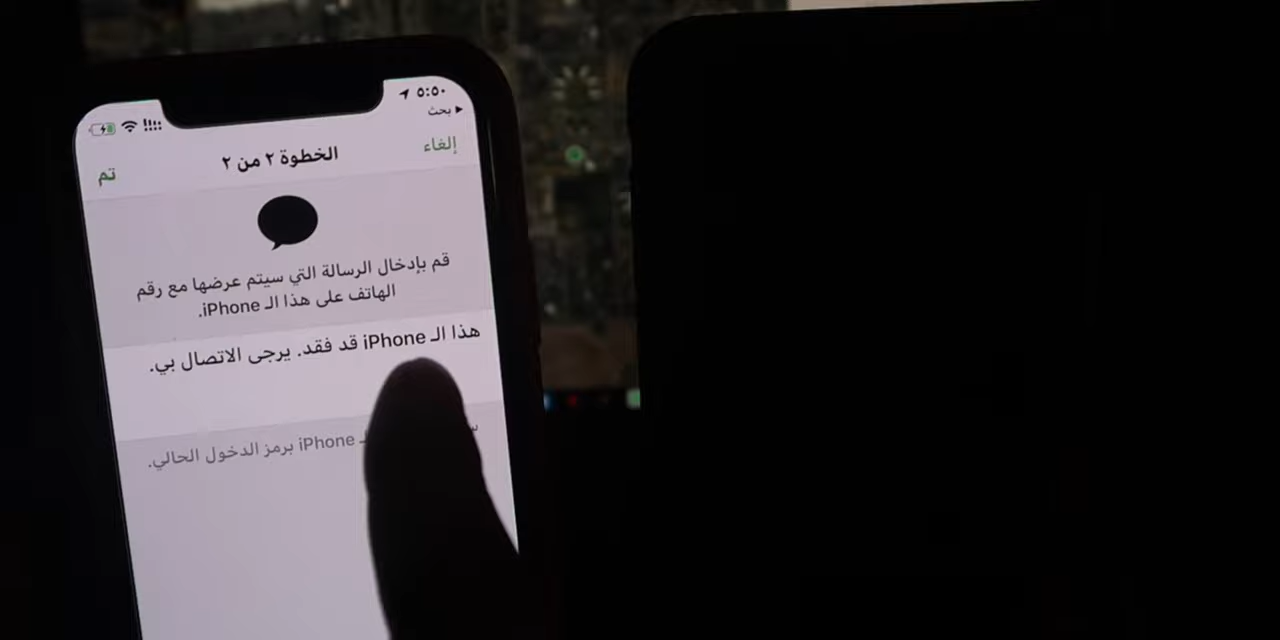 ٥:٥٠
بحث
إلغاء
الخطوة ٢ من ٢
تم
قم بإدخال الرسالة التي سيتم عرضها مع رقم
الهاتف على هذا الـ iPhone.
هذا الـ iPhone قد فقد. يرجى الاتصال بي.
iPhone برمز الدخول الحالي.